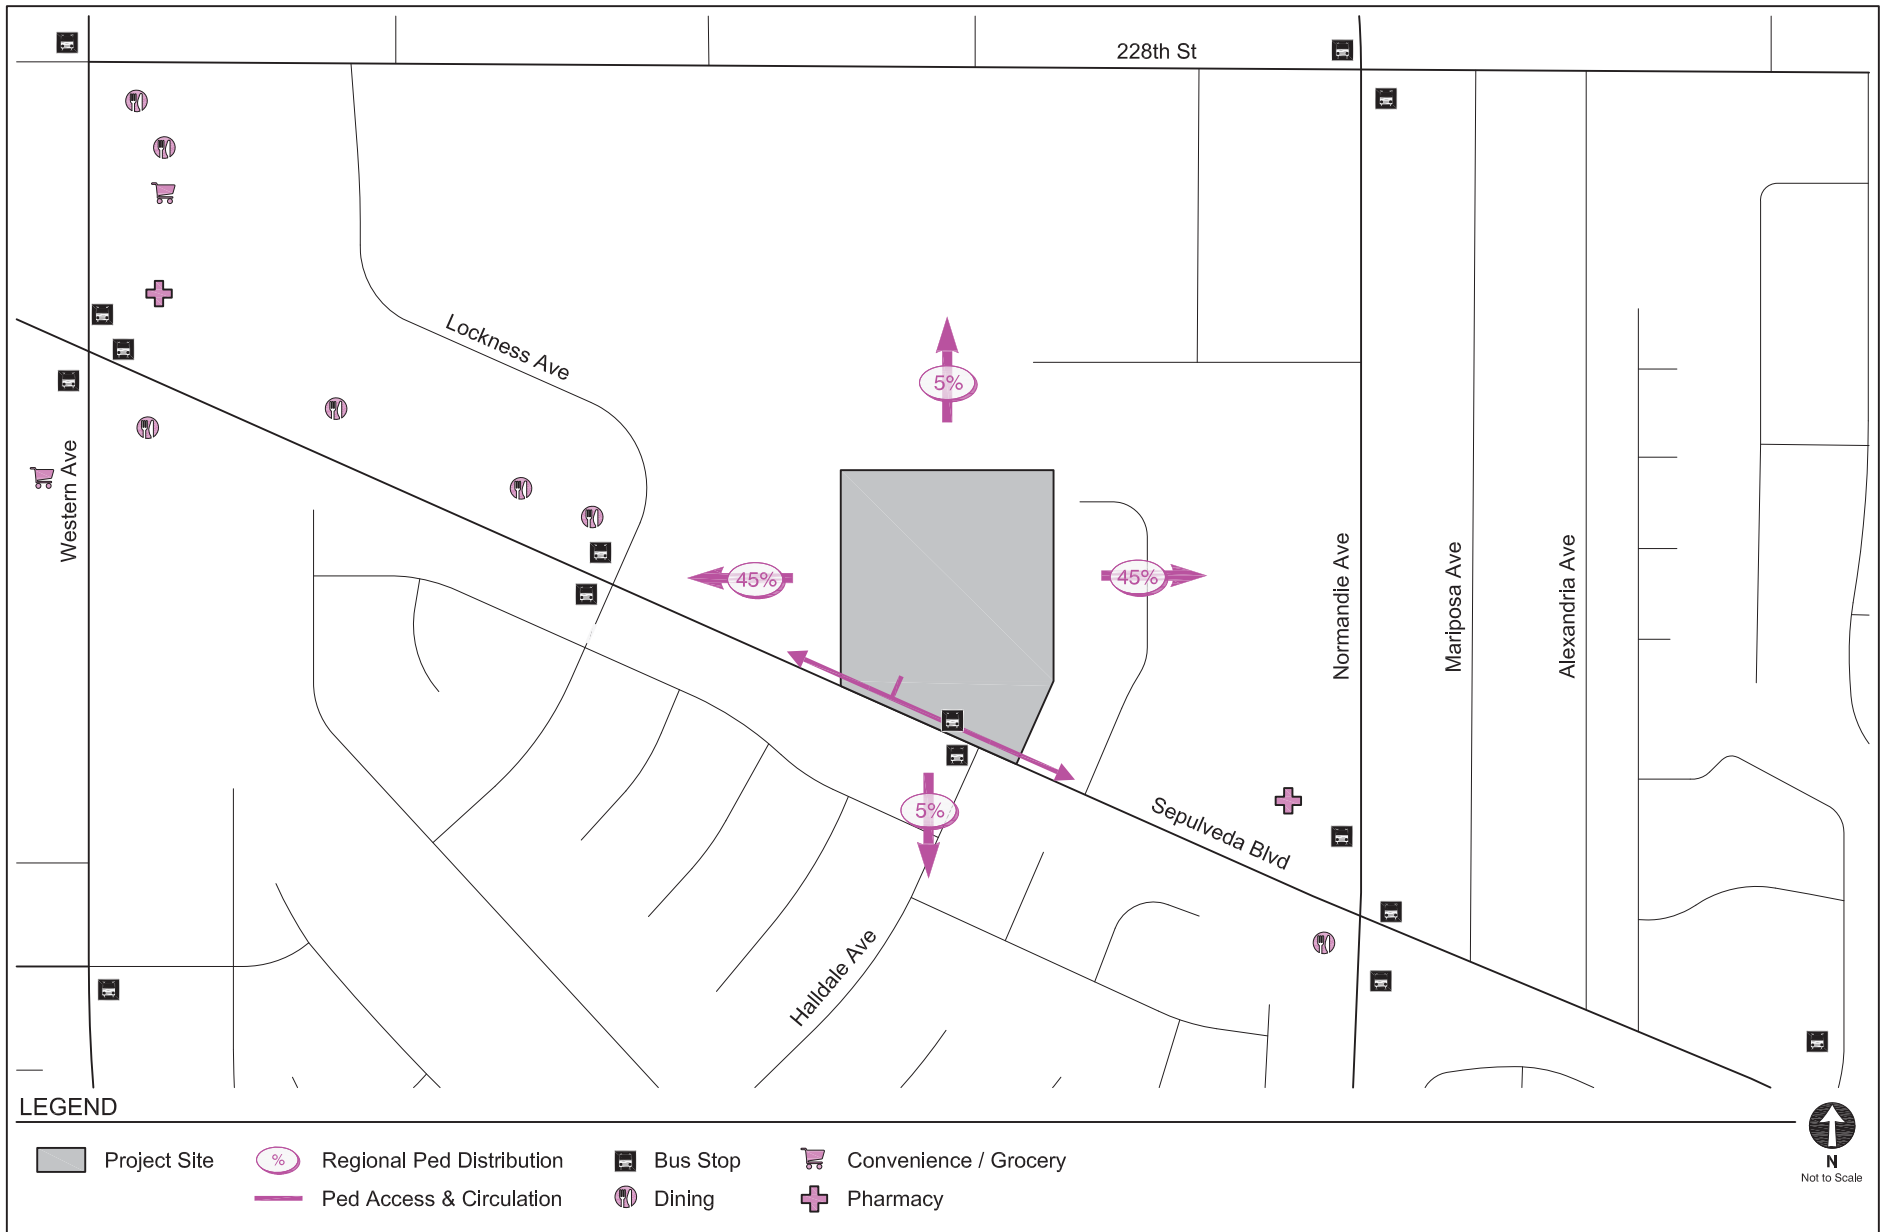 228th St
Lockness Ave
5%
Western Ave
45%
45%
Normandie Ave
Mariposa Ave
Alexandria Ave
5%
Sepulveda Blvd
Halldale Ave
LEGEND
Project Site
% Regional Ped Distribution
Bus Stop
Convenience / Grocery
Ped Access & Circulation
Dining
Pharmacy
N
Not to Scale